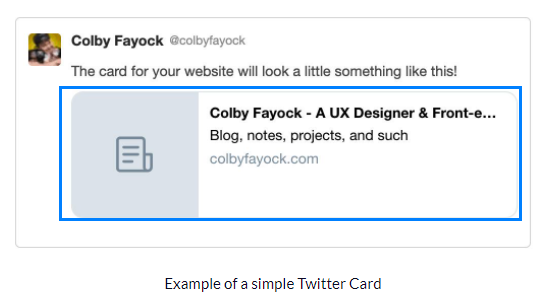 Colby Fayock @colbyfayock
The card for your website will look a little something like this!
Colby Fayock - A UX Designer & Front-e...
Blog, notes, projects, and such
colbyfayock.com
Example of a simple Twitter Card